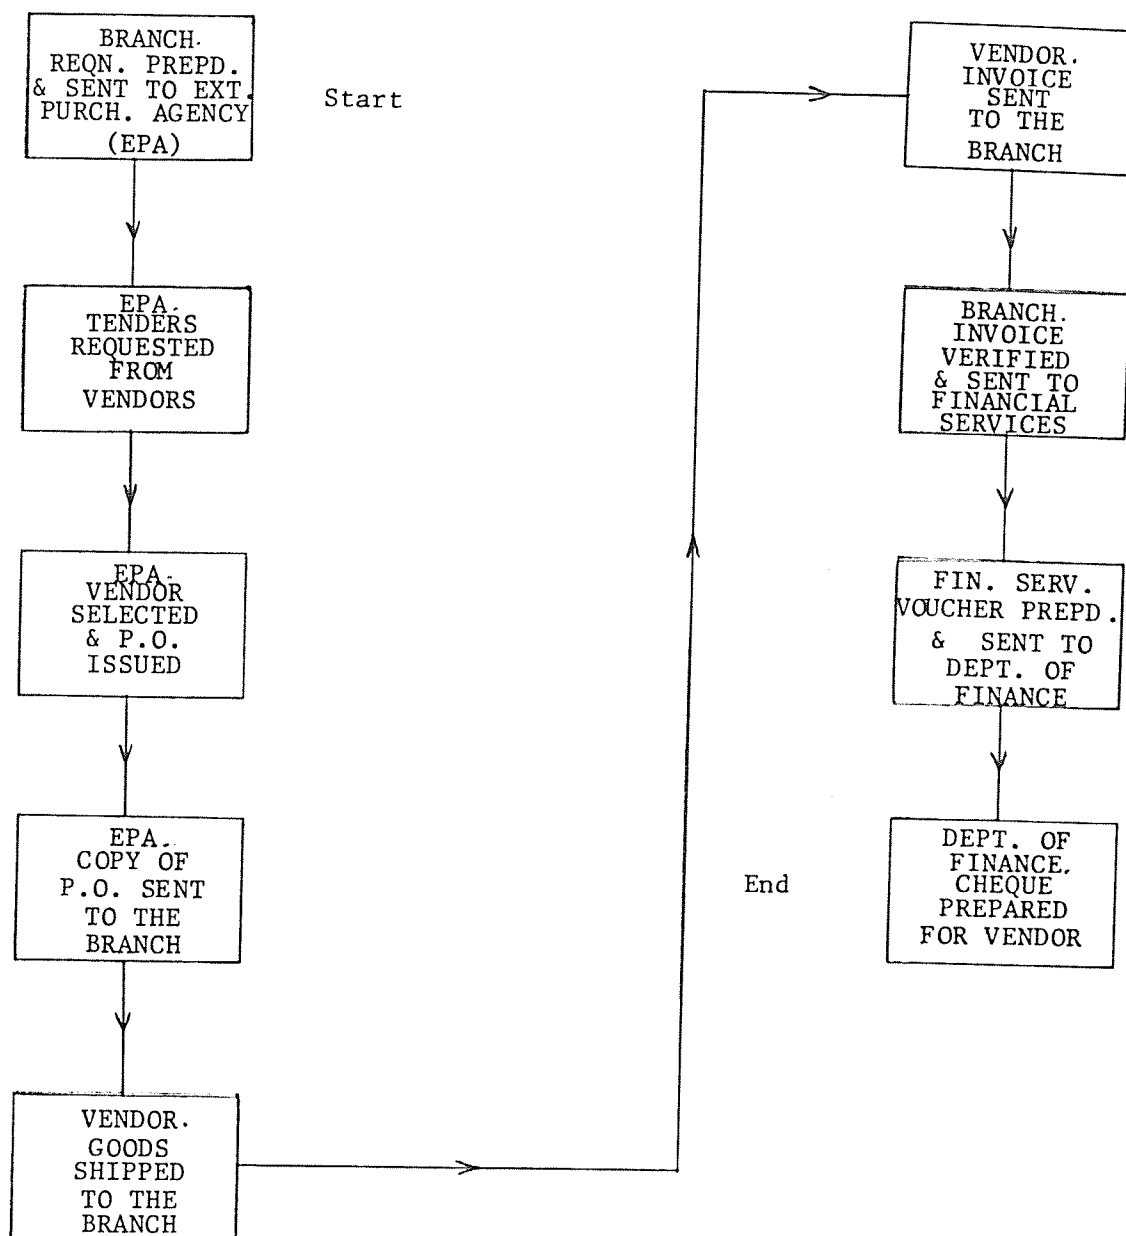 BRANCH.
REQN. PREPD.
& SENT TO EXT.
PURCH. AGENCY
(EPA)
Start
EPA.
TENDERS
REQUESTED
FROM
VENDORS
EPA.
VENDOR
SELECTED
& P.O.
ISSUED
EPA.
COPY OF
P.O. SENT
TO THE
BRANCH
VENDOR.
GOODS
SHIPPED
TO THE
BRANCH
VENDOR.
INVOICE
SENT
TO THE
BRANCH
BRANCH.
INVOICE
VERIFIED
& SENT TO
FINANCIAL
SERVICES
FIN. SERV.
VOUCHER PREPD.
& SENT TO
DEPT. OF
FINANCE
End
DEPT. OF
FINANCE.
CHEQUE
PREPARED
FOR VENDOR